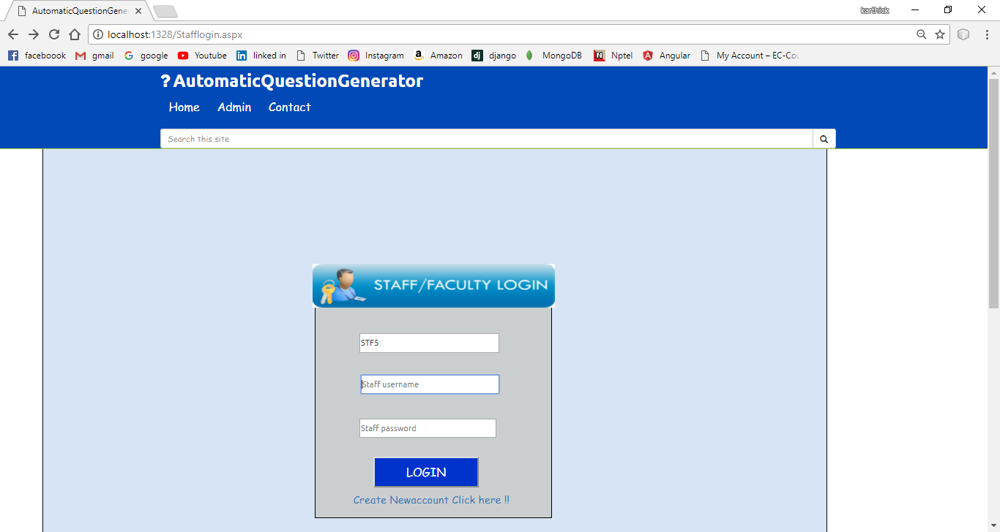 AutomaticQuestionGene
karthick
localhost:1328/Stafflogin.aspx
faceboook gmail google Youtube linked in Twitter Instagram Amazon django MongoDB Nptel Angular My Account – EC-Cou
? AutomaticQuestionGenerator
Home Admin Contact
Search this site
STAFF/FACULTY LOGIN
STF5
Staff username
Staff password
LOGIN
Create Newaccount Click here !!